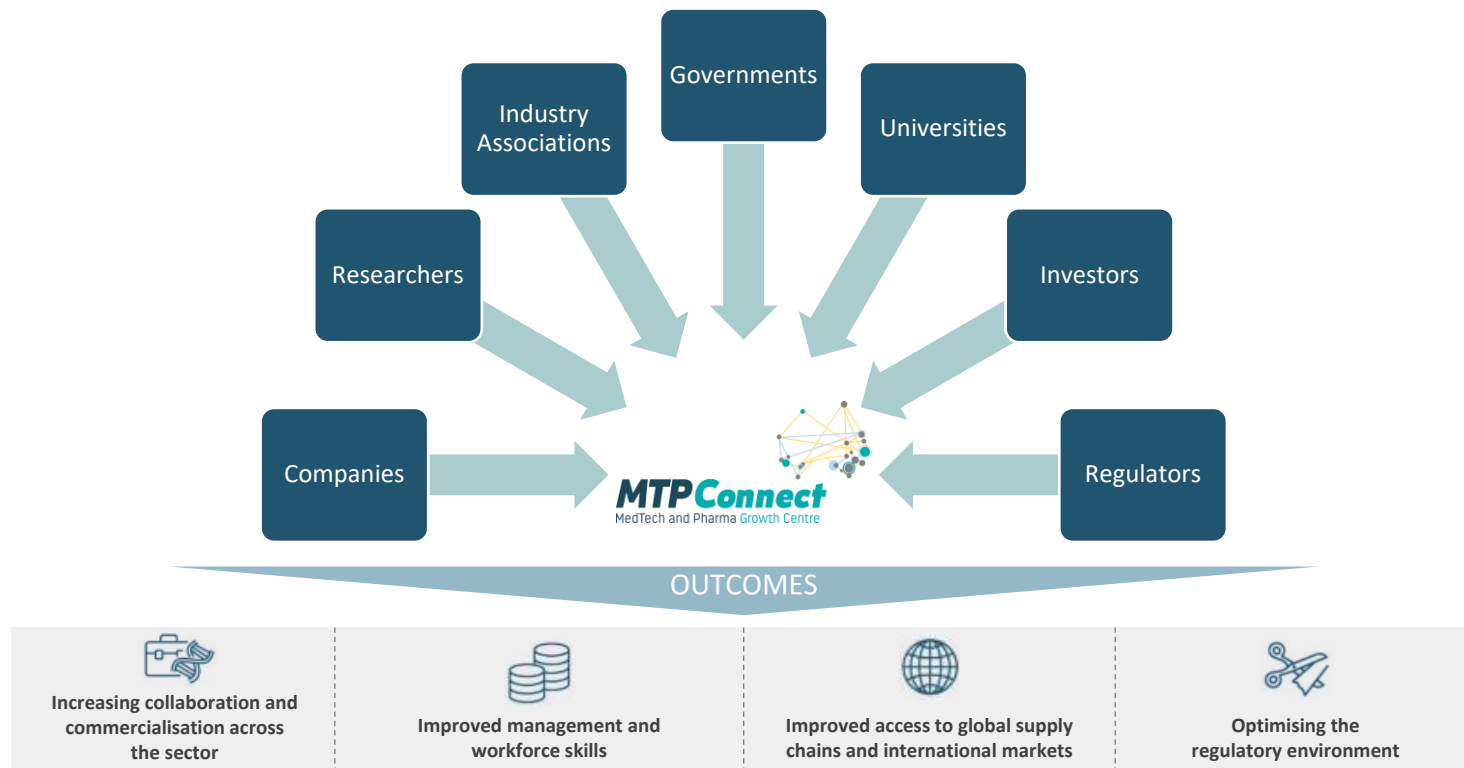 Governments
Industry
Associations
Universities
Researchers
Investors
Companies
Regulators
MTPConnect
MedTech and Pharma Growth Centre
OUTCOMES
Increasing collaboration and
commercialisation across
the sector
Improved management and
workforce skills
Improved access to global supply
chains and international markets
Optimising the
regulatory environment